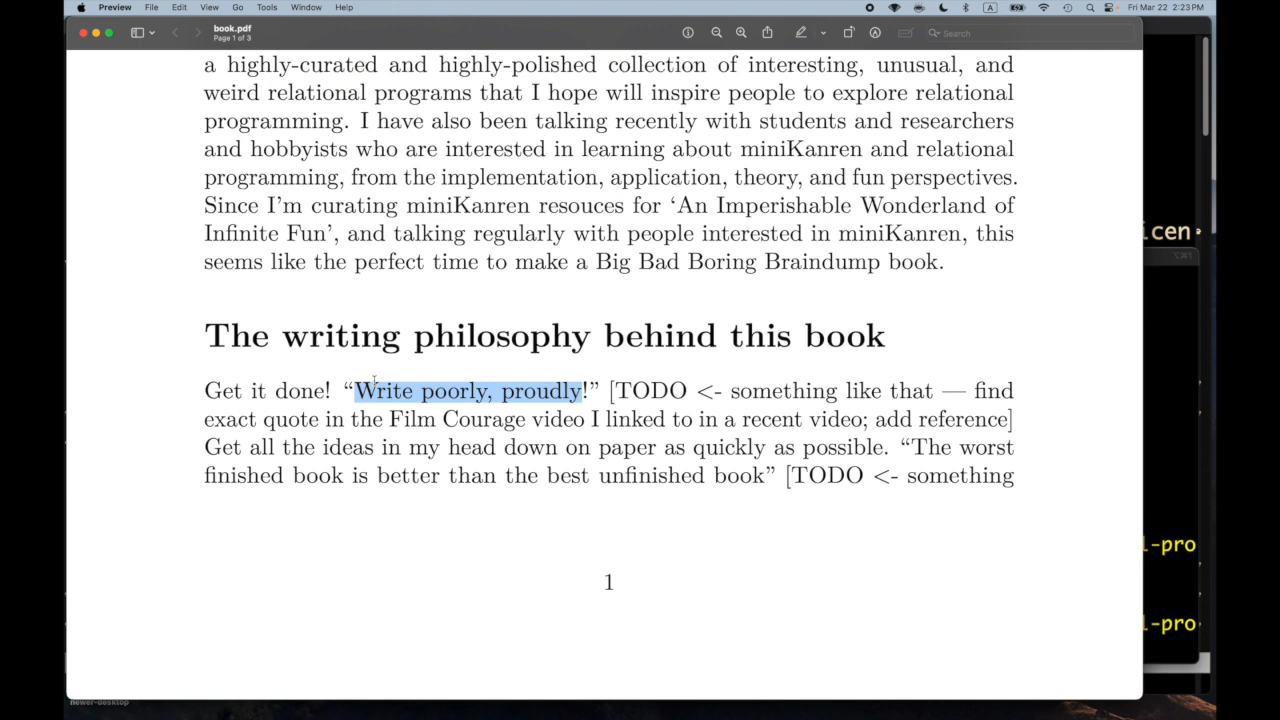 Preview File Edit View Go Tools Window Help A Fri Mar 22 2:23 PM
book.pdf
Page 1 of 3
Search
a highly-curated and highly-polished collection of interesting, unusual, and
weird relational programs that I hope will inspire people to explore relational
programming. I have also been talking recently with students and researchers
and hobbyists who are interested in learning about miniKanren and relational
programming, from the implementation, application, theory, and fun perspectives.
Since I'm curating miniKanren resouces for ‘An Imperishable Wonderland of
Infinite Fun’, and talking regularly with people interested in miniKanren, this
seems like the perfect time to make a Big Bad Boring Braindump book.
The writing philosophy behind this book
Get it done! “Write poorly, proudly!” [TODO <- something like that — find
exact quote in the Film Courage video I linked to in a recent video; add reference]
Get all the ideas in my head down on paper as quickly as possible. “The worst
finished book is better than the best unfinished book” [TODO <- something
1
icen
l-pro
l-pro
newer-desktop